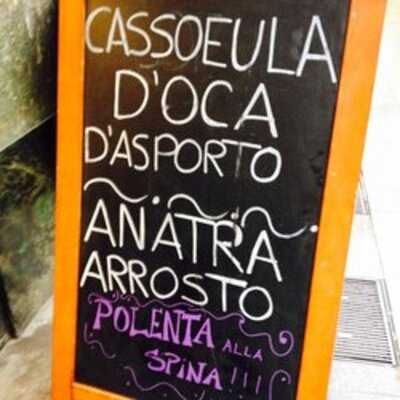 CASSOEULA
D'OCA
D'ASPORTO
ANATRA
ARROSTO
POLENTA ALLA
SPINA!!!